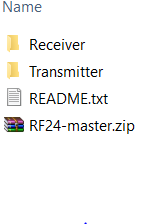 Name
Receiver
Transmitter
README.txt
RF24-master.zip